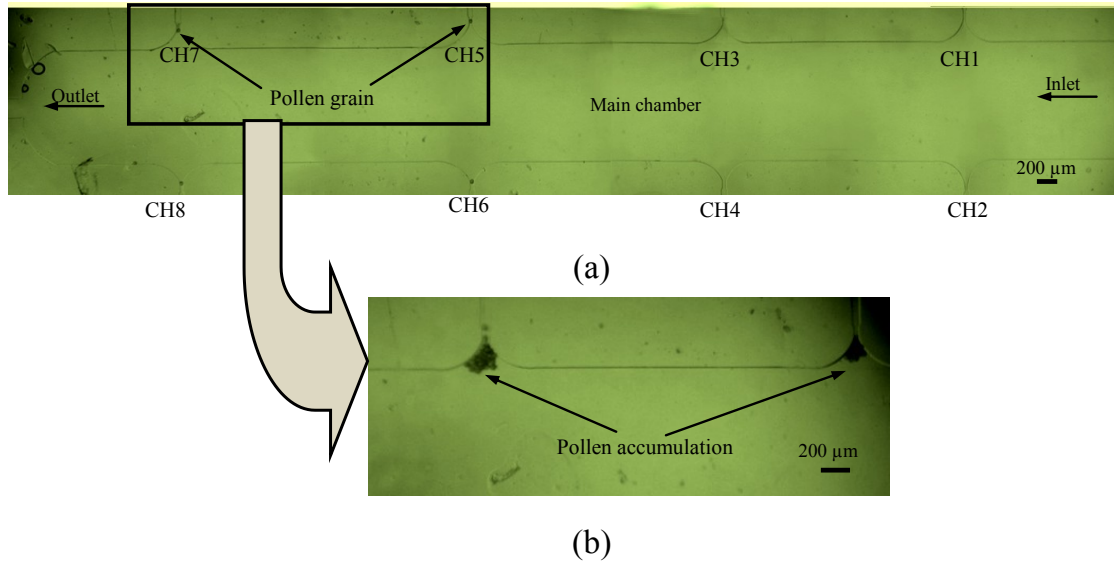 CH7
CH5
CH3
CH1
Pollen grain
Outlet
Main chamber
Inlet
200 µm
CH8
CH6
CH4
CH2
(a)
Pollen accumulation
200 µm
(b)